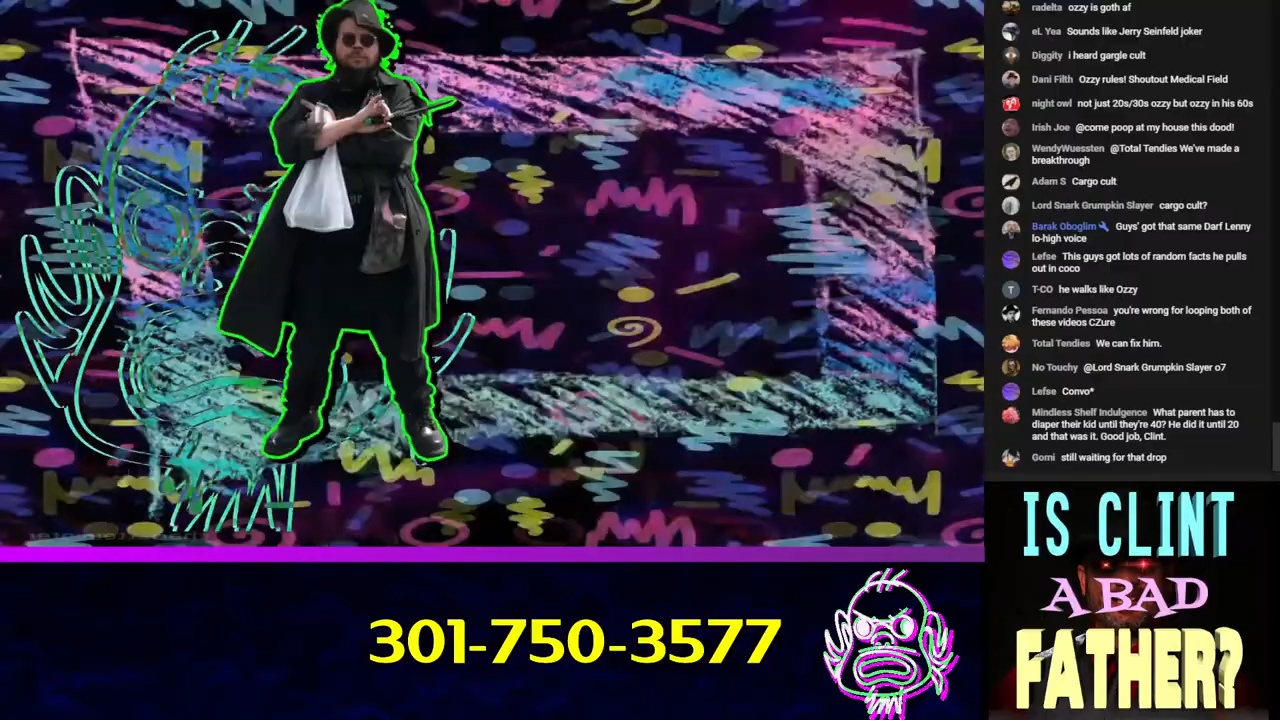 radelta ozzy is goth af
eL Yea Sounds like Jerry Seinfeld joker
Diggity i heard gargle cult
Dani Filth Ozzy rules! Shoutout Medical Field
night owl not just 20s/30s ozzy but ozzy in his 60s
Irish Joe @come poop at my house this dood!
WendyWuessten @Total Tendies We've made a
breakthrough
Adam S Cargo cult
Lord Snark Grumpkin Slayer cargo cult?
Barak Oboglim Guys' got that same Darf Lenny
lo-high voice
Lefse This guys got lots of random facts he pulls
out in coco
T-CO he walks like Ozzy
Fernando Pessoa you're wrong for looping both of
these videos CZure
Total Tendies We can fix him.
No Touchy @Lord Snark Grumpkin Slayer o7
Lefse Convo*
Mindless Shelf Indulgence What parent has to
diaper their kid until they're 40? He did it until 20
and that was it. Good job, Clint.
Gomi still waiting for that drop
IS CLINT
A BAD
FATHER?
301-750-3577